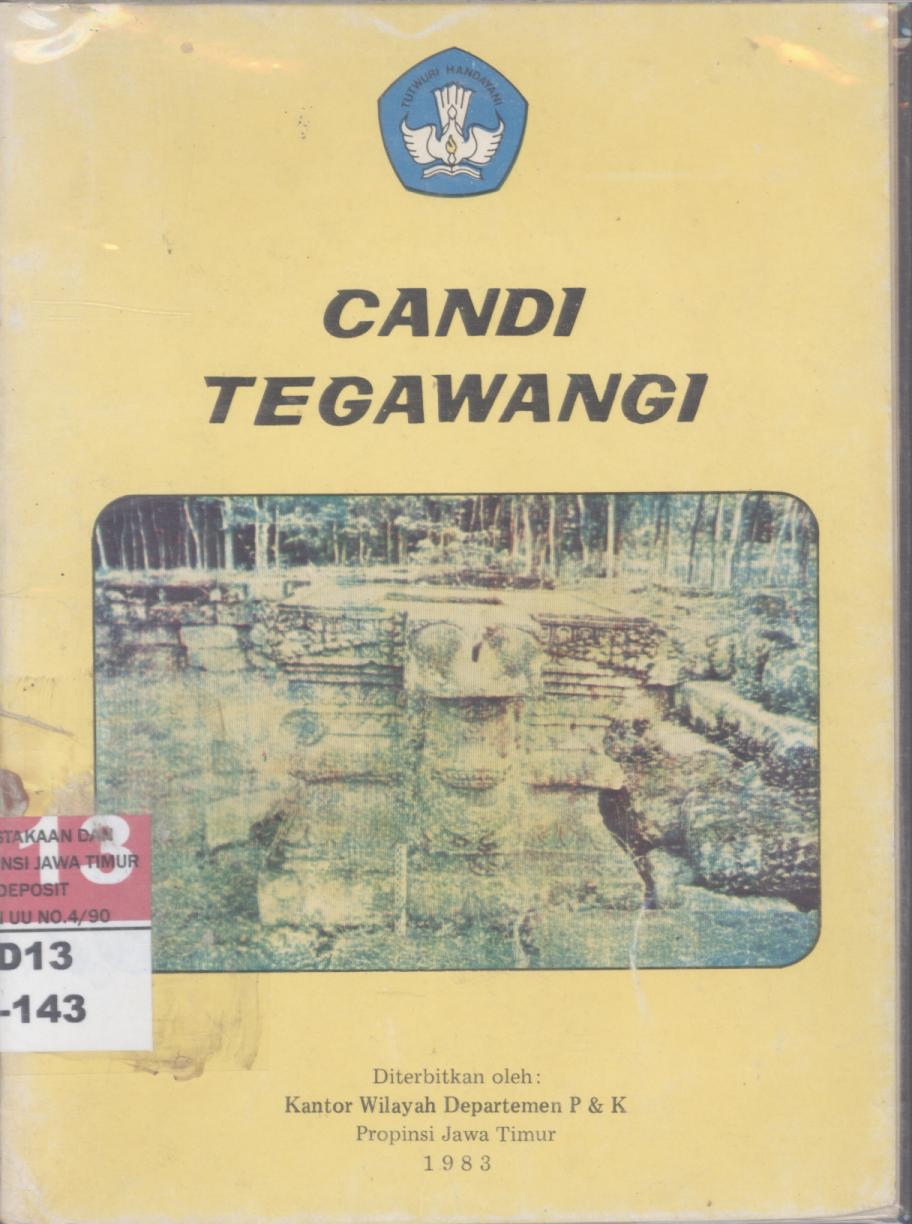 TUTWURI HANDAYANI
CANDI
TEGAWANGI
13
STAKAAN DAN
NSI JAWA TIMUR
DEPOSIT
UU NO.4/90
D13
-143
Diterbitkan oleh:
Kantor Wilayah Departemen P & K
Propinsi Jawa Timur
1983